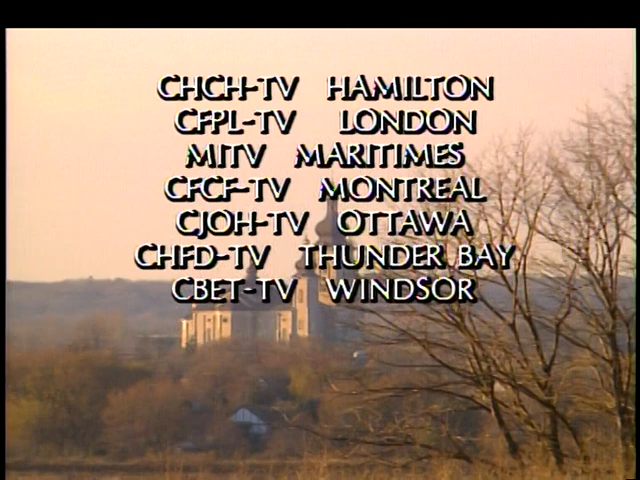 CHCH-TV HAMILTON
CFPL-TV LONDON
MITV MARITIMES
CFCF-TV MONTREAL
CJOH-TV OTTAWA
CHFD-TV THUNDER BAY
CBET-TV WINDSOR